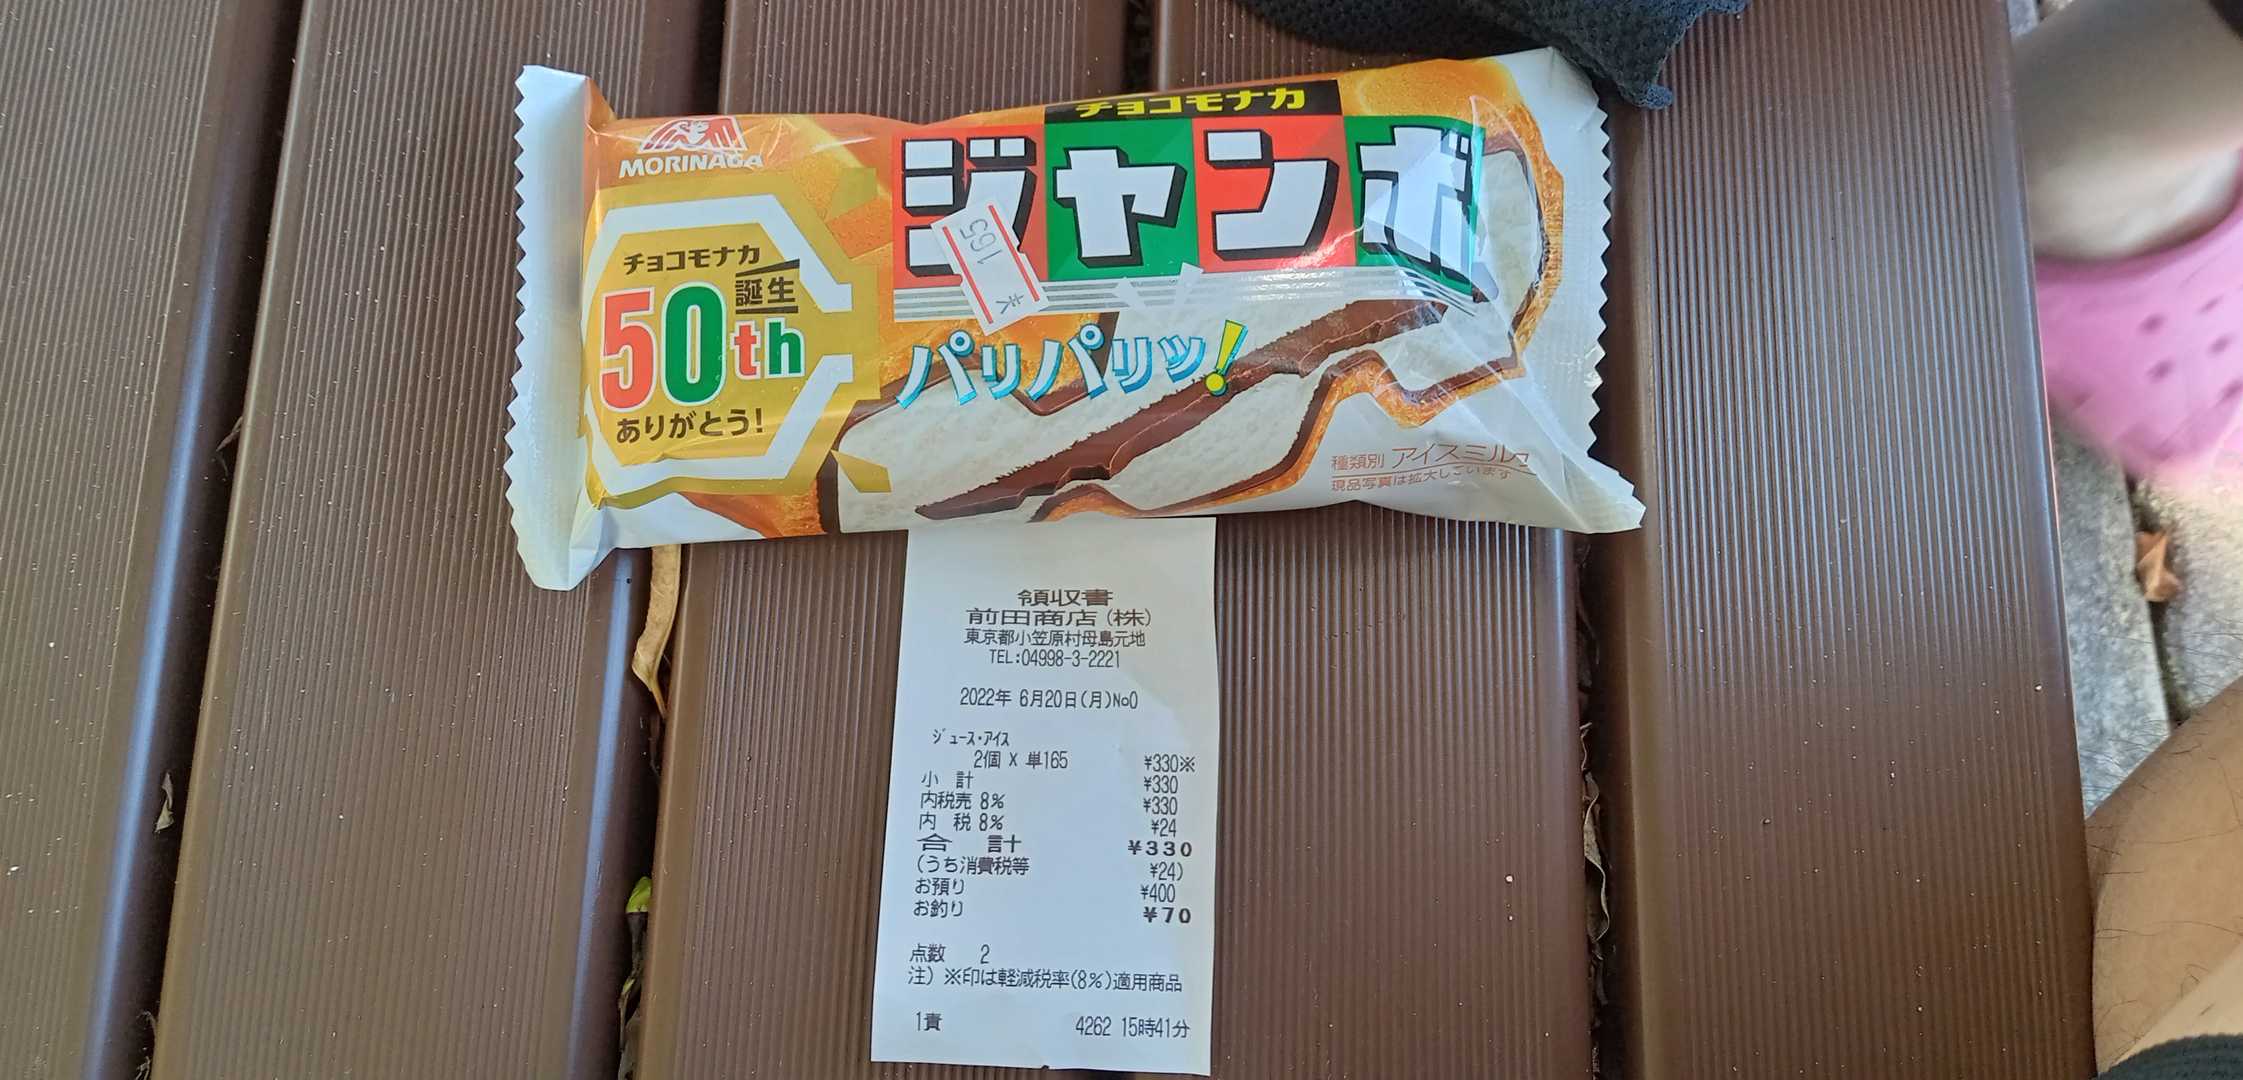 MORINAGA
チョコモナカ
ジャンボ
チョコモナカ
誕生
50th
ありがとう!
165
大
パリパリッ!
種類別 アイスミルク
現品写真は拡大しています
領収書
前田商店(株)
東京都小笠原村母島元地
TEL:04998-3-2221
2022年 6月20日(月)No0
ジュース・アイス
2個 X 単165 ¥330※
小 計 ¥330
内税売 8% ¥330
内 税 8% ¥24
合 計 ¥330
(うち消費税等 ¥24)
お預り ¥400
お釣り ¥70
点数 2
注) ※印は軽減税率(8%)適用商品
1責 4262 15時41分